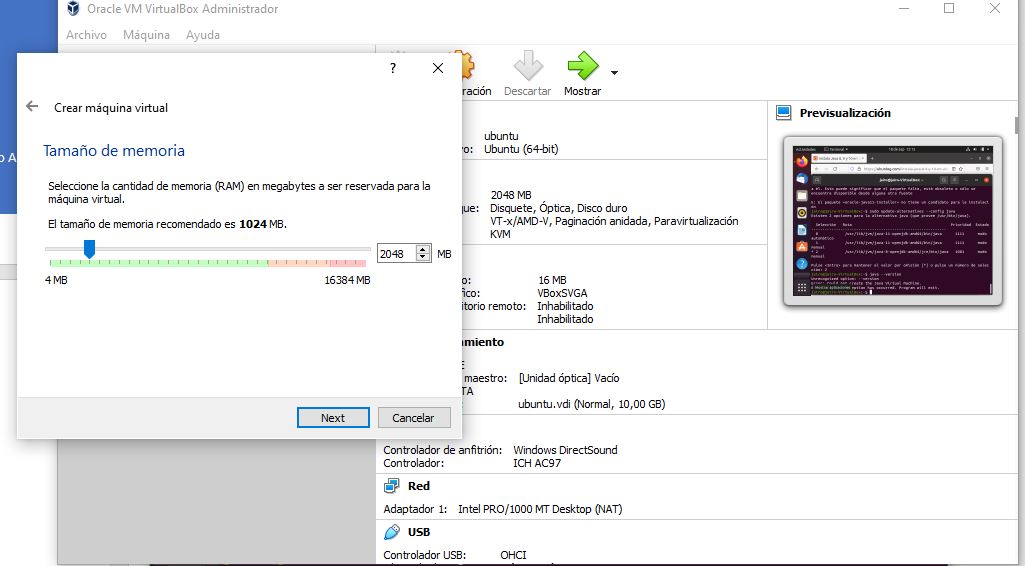 Oracle VM VirtualBox Administrador
Archivo Máquina Ayuda
?
Crear máquina virtual
Tamaño de memoria
Seleccione la cantidad de memoria (RAM) en megabytes a ser reservada para la
máquina virtual.
El tamaño de memoria recomendado es 1024 MB.
2048 MB
4 MB 16384 MB
Next Cancelar
ración Descartar Mostrar
ubuntu
vo: Ubuntu (64-bit)
2048 MB
que: Disquete, Óptica, Disco duro
VT-x/AMD-V, Paginación anidada, Paravirtualización
KVM
o: 16 MB
fico: VBoxSVGA
itorio remoto: Inhabilitado
Inhabilitado
miento
E
maestro: [Unidad óptica] Vacío
TA
ubuntu.vdi (Normal, 10,00 GB)
Controlador de anfitrión: Windows DirectSound
Controlador: ICH AC97
Red
Adaptador 1: Intel PRO/1000 MT Desktop (NAT)
USB
Controlador USB: OHCI
Previsualización